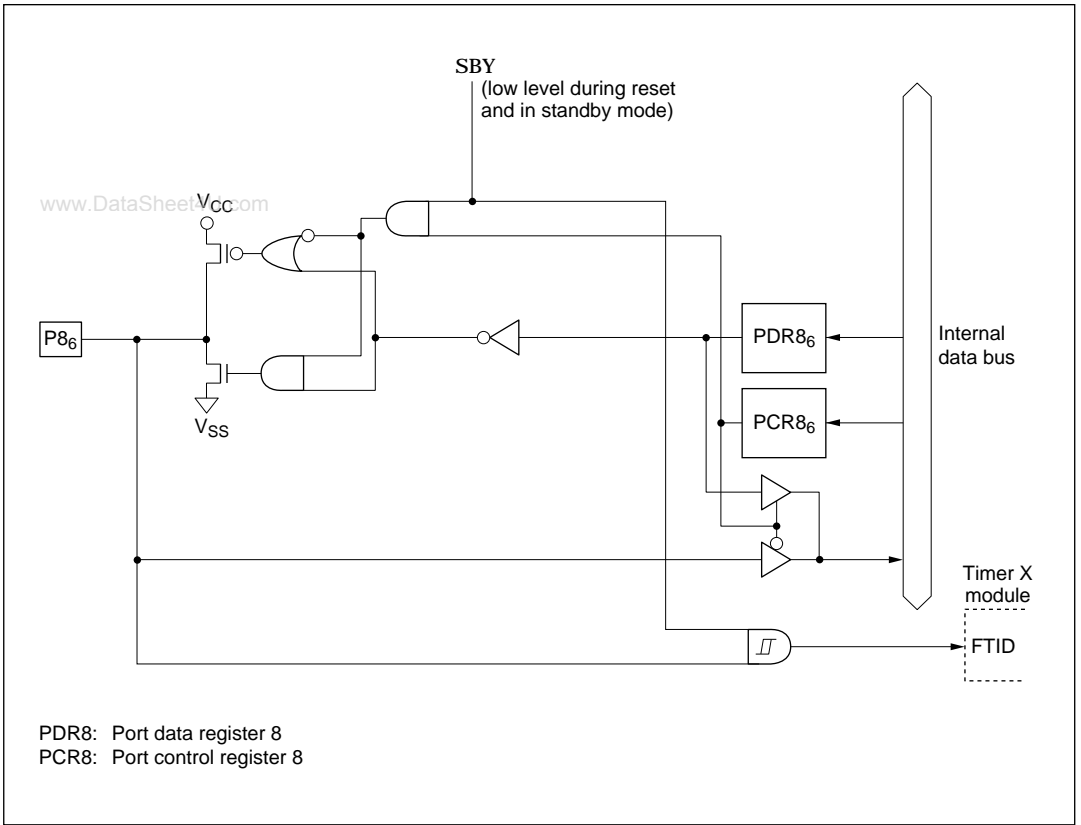 SBY
(low level during reset
and in standby mode)
www.DataSheet4U.com
VCC
P86
VSS
PDR86
PCR86
Internal
data bus
Timer X
module
FTID
PDR8: Port data register 8
PCR8: Port control register 8